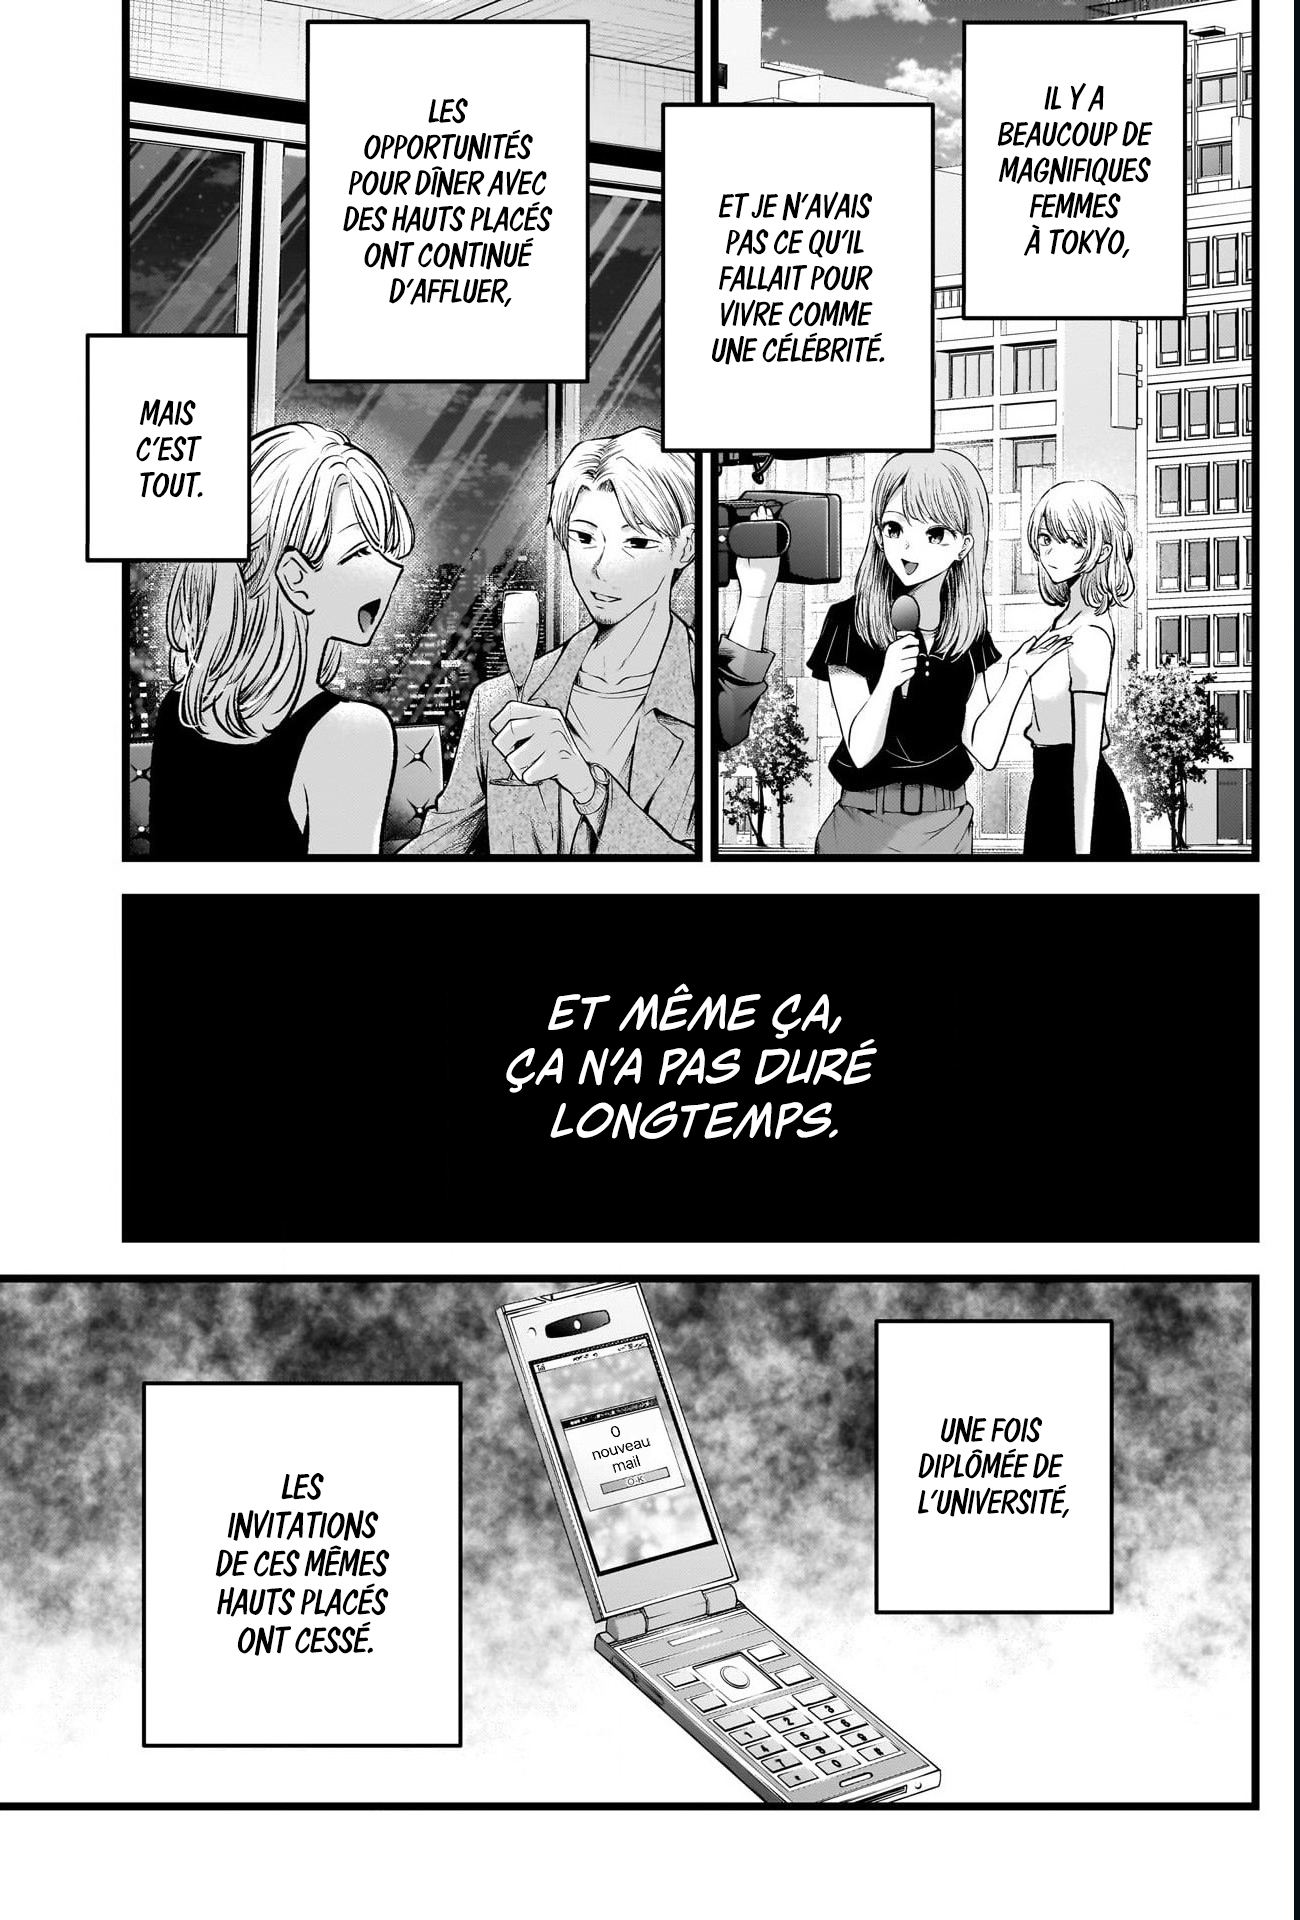 IL Y A
BEAUCOUP DE
MAGNIFIQUES
FEMMES
À TOKYO,
ET JE N'AVAIS
PAS CE QU'IL
FALLAIT POUR
VIVRE COMME
UNE CÉLÉBRITÉ.
LES
OPPORTUNITÉS
POUR DÎNER AVEC
DES HAUTS PLACÉS
ONT CONTINUÉ
D'AFFLUER,
MAIS
C'EST
TOUT.
ET MÊME ÇA,
ÇA N'A PAS DURÉ
LONGTEMPS.
UNE FOIS
DIPLÔMÉE DE
L'UNIVERSITÉ,
0
nouveau
mail
O-K
LES
INVITATIONS
DE CES MÊMES
HAUTS PLACÉS
ONT CESSÉ.